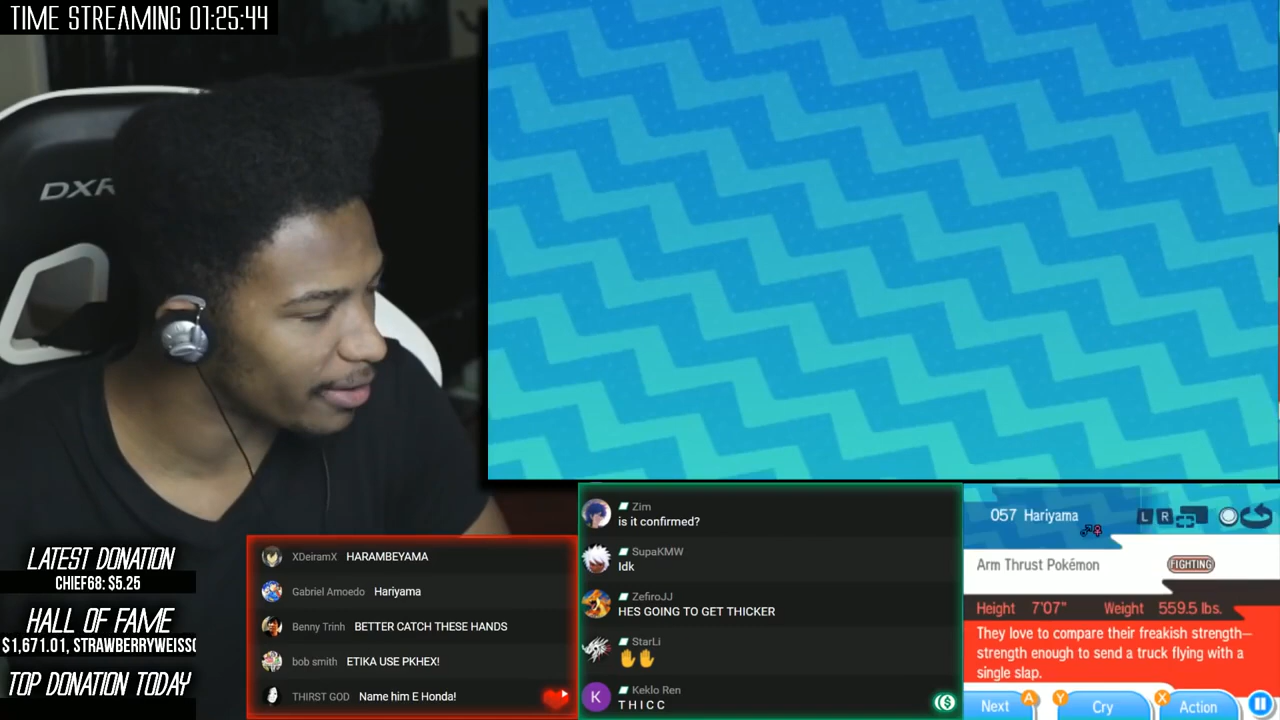 TIME STREAMING 01:25:44
DXR
LATEST DONATION
CHIEF68: $5.25
HALL OF FAME
$1,671.01, STRAWBERRYWEISS
TOP DONATION TODAY
XDeiramX HARAMBEYAMA
Gabriel Amoedo Hariyama
Benny Trinh BETTER CATCH THESE HANDS
bob smith ETIKA USE PKHEX!
THIRST GOD Name him E Honda!
Zim
is it confirmed?
SupaKMW
Idk
ZefiroJJ
HES GOING TO GET THICKER
StarLi
✋✋
K Keklo Ren
T H I C C
057 Hariyama L R
Arm Thrust Pokémon FIGHTING
Height 7'07" Weight 559.5 lbs.
They love to compare their freakish strength—
strength enough to send a truck flying with a
single slap.
Next A Y Cry X Action